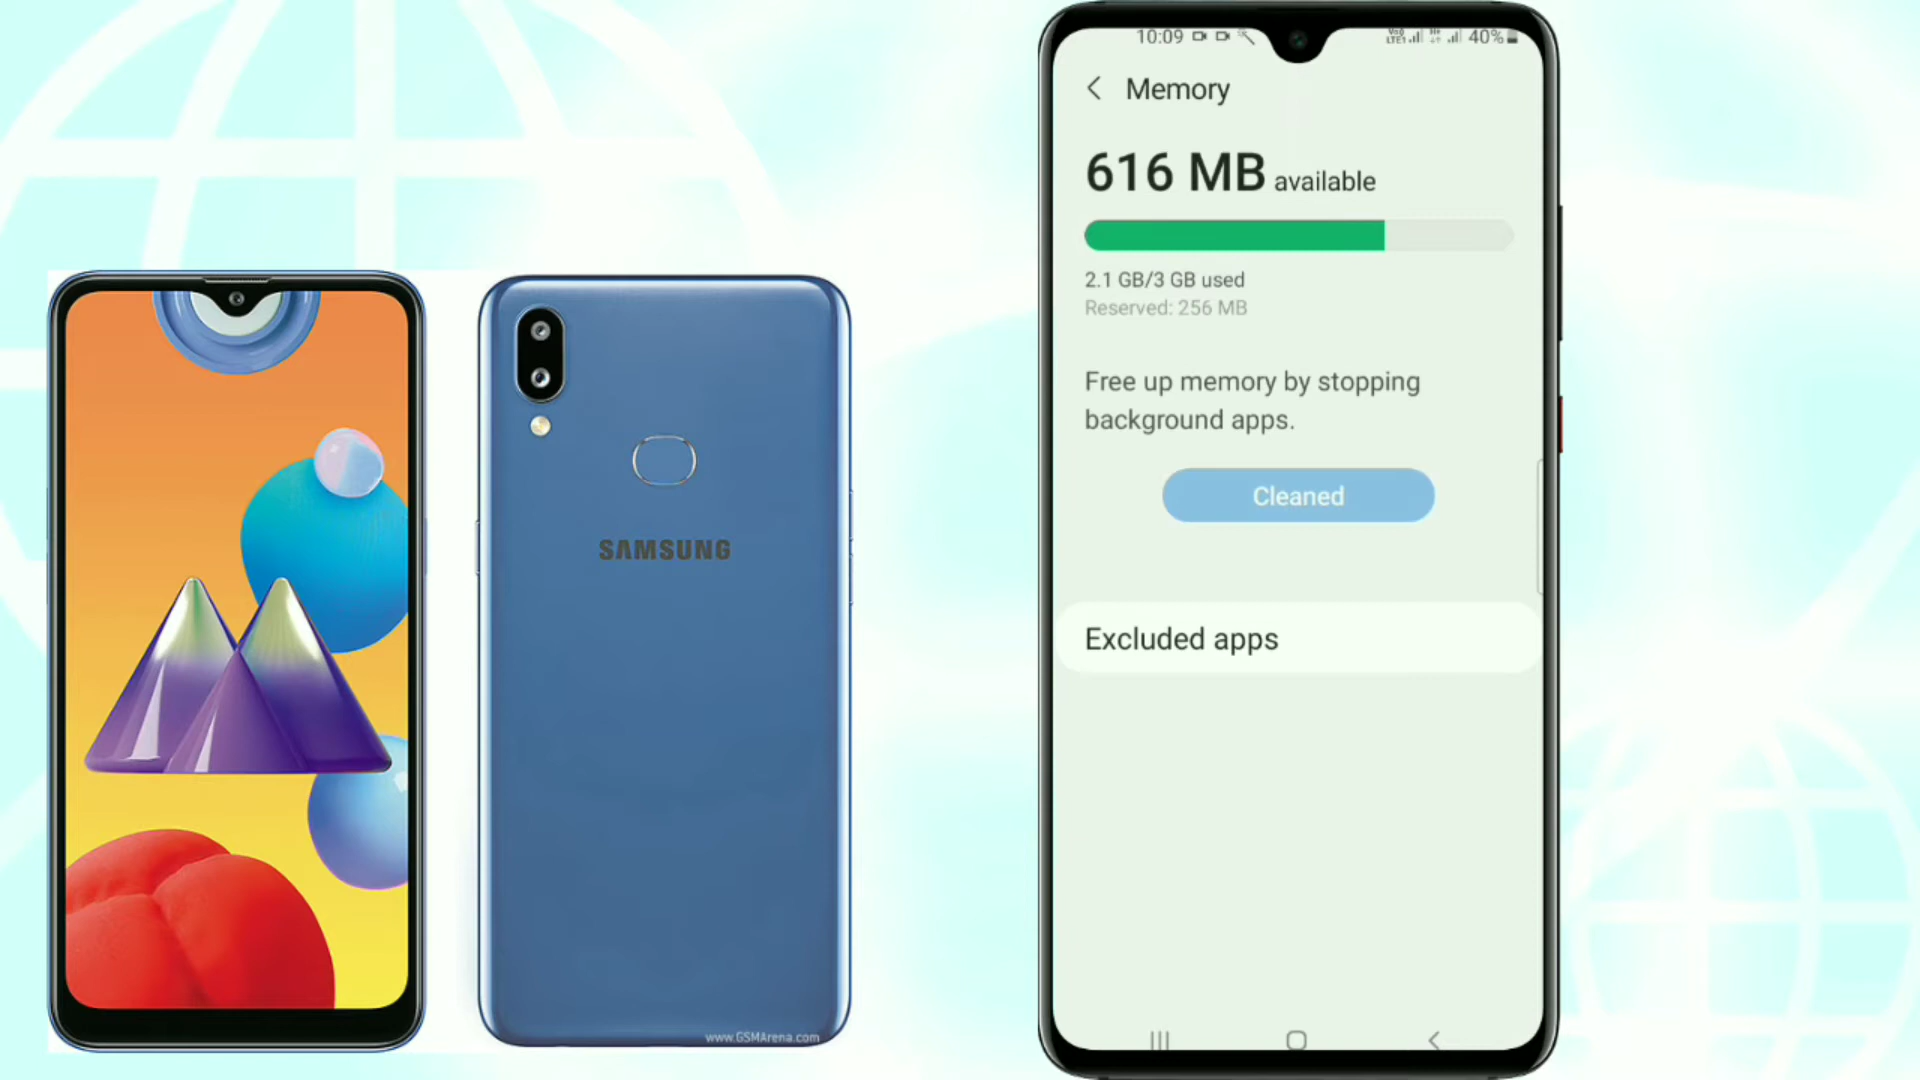 10:09
40%
Memory
616 MB available
2.1 GB/3 GB used
Reserved: 256 MB
Free up memory by stopping
background apps.
Cleaned
Excluded apps
SAMSUNG
www.GSMArena.com